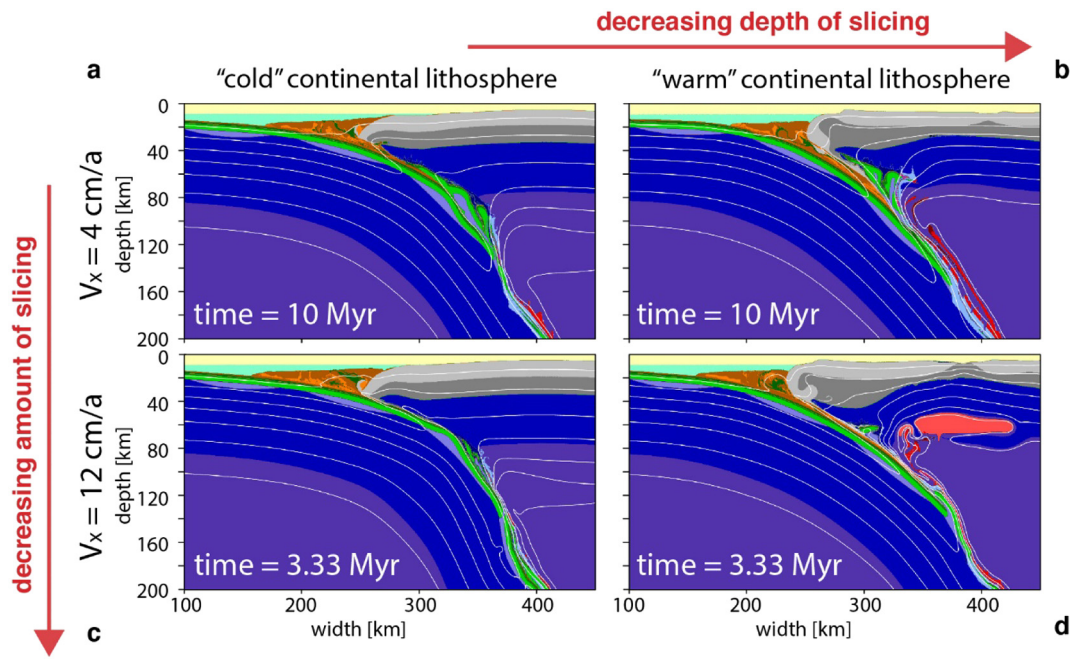 decreasing depth of slicing
a
b
“cold” continental lithosphere
“warm” continental lithosphere
decreasing amount of slicing
Vx = 4 cm/a
depth [km]
0
40
80
120
160
200
time = 10 Myr
time = 10 Myr
Vx = 12 cm/a
depth [km]
0
40
80
120
160
200
time = 3.33 Myr
time = 3.33 Myr
100
200
300
400
100
200
300
400
c
width [km]
width [km]
d